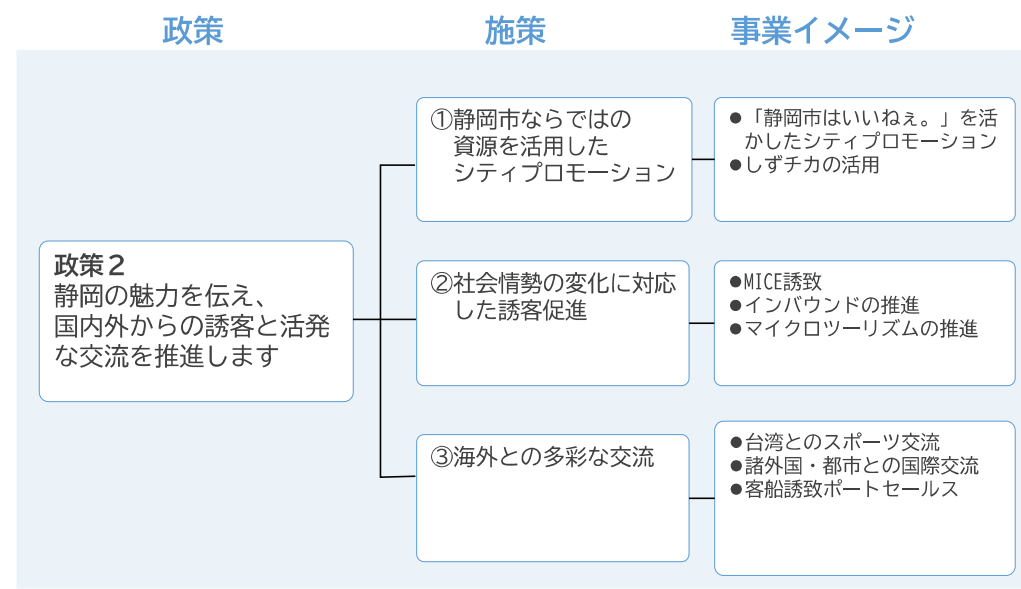 政策
施策
事業イメージ
政策２
静岡の魅力を伝え、
国内外からの誘客と活発
な交流を推進します
①静岡市ならではの
資源を活用した
シティプロモーション
●「静岡市はいいねぇ。」を活
かしたシティプロモーション
●しずチカの活用
②社会情勢の変化に対応
した誘客促進
●MICE誘致
●インバウンドの推進
●マイクロツーリズムの推進
③海外との多彩な交流
●台湾とのスポーツ交流
●諸外国・都市との国際交流
●客船誘致ポートセールス